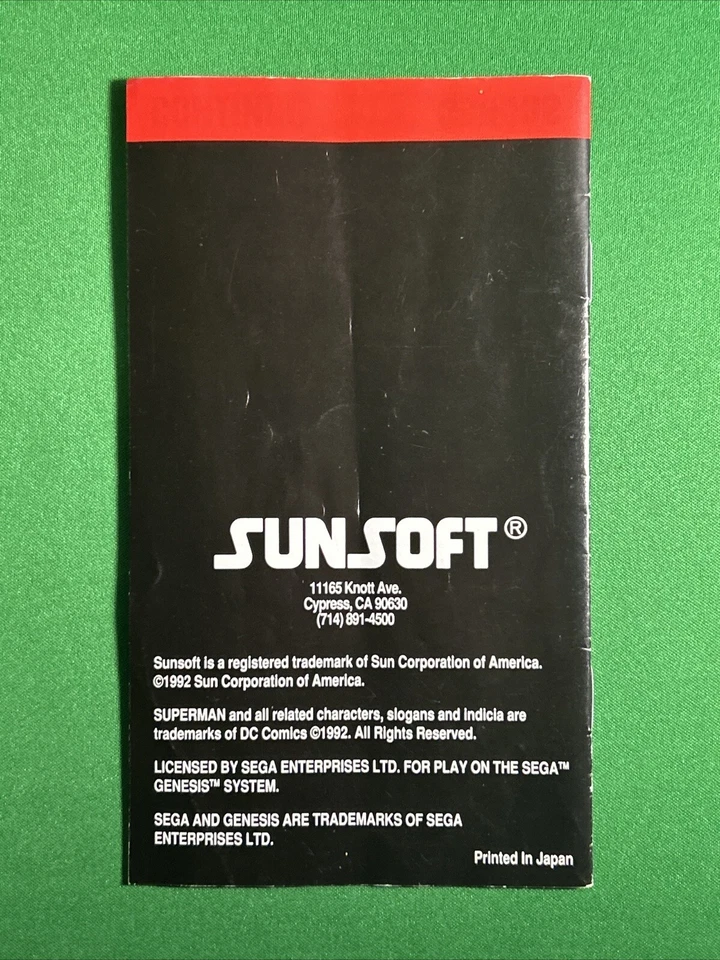 SUNSOFT®
11165 Knott Ave.
Cypress, CA 90630
(714) 891-4500
Sunsoft is a registered trademark of Sun Corporation of America.
©1992 Sun Corporation of America.
SUPERMAN and all related characters, slogans and indicia are
trademarks of DC Comics ©1992. All Rights Reserved.
LICENSED BY SEGA ENTERPRISES LTD. FOR PLAY ON THE SEGA™
GENESIS™ SYSTEM.
SEGA AND GENESIS ARE TRADEMARKS OF SEGA
ENTERPRISES LTD.
Printed In Japan